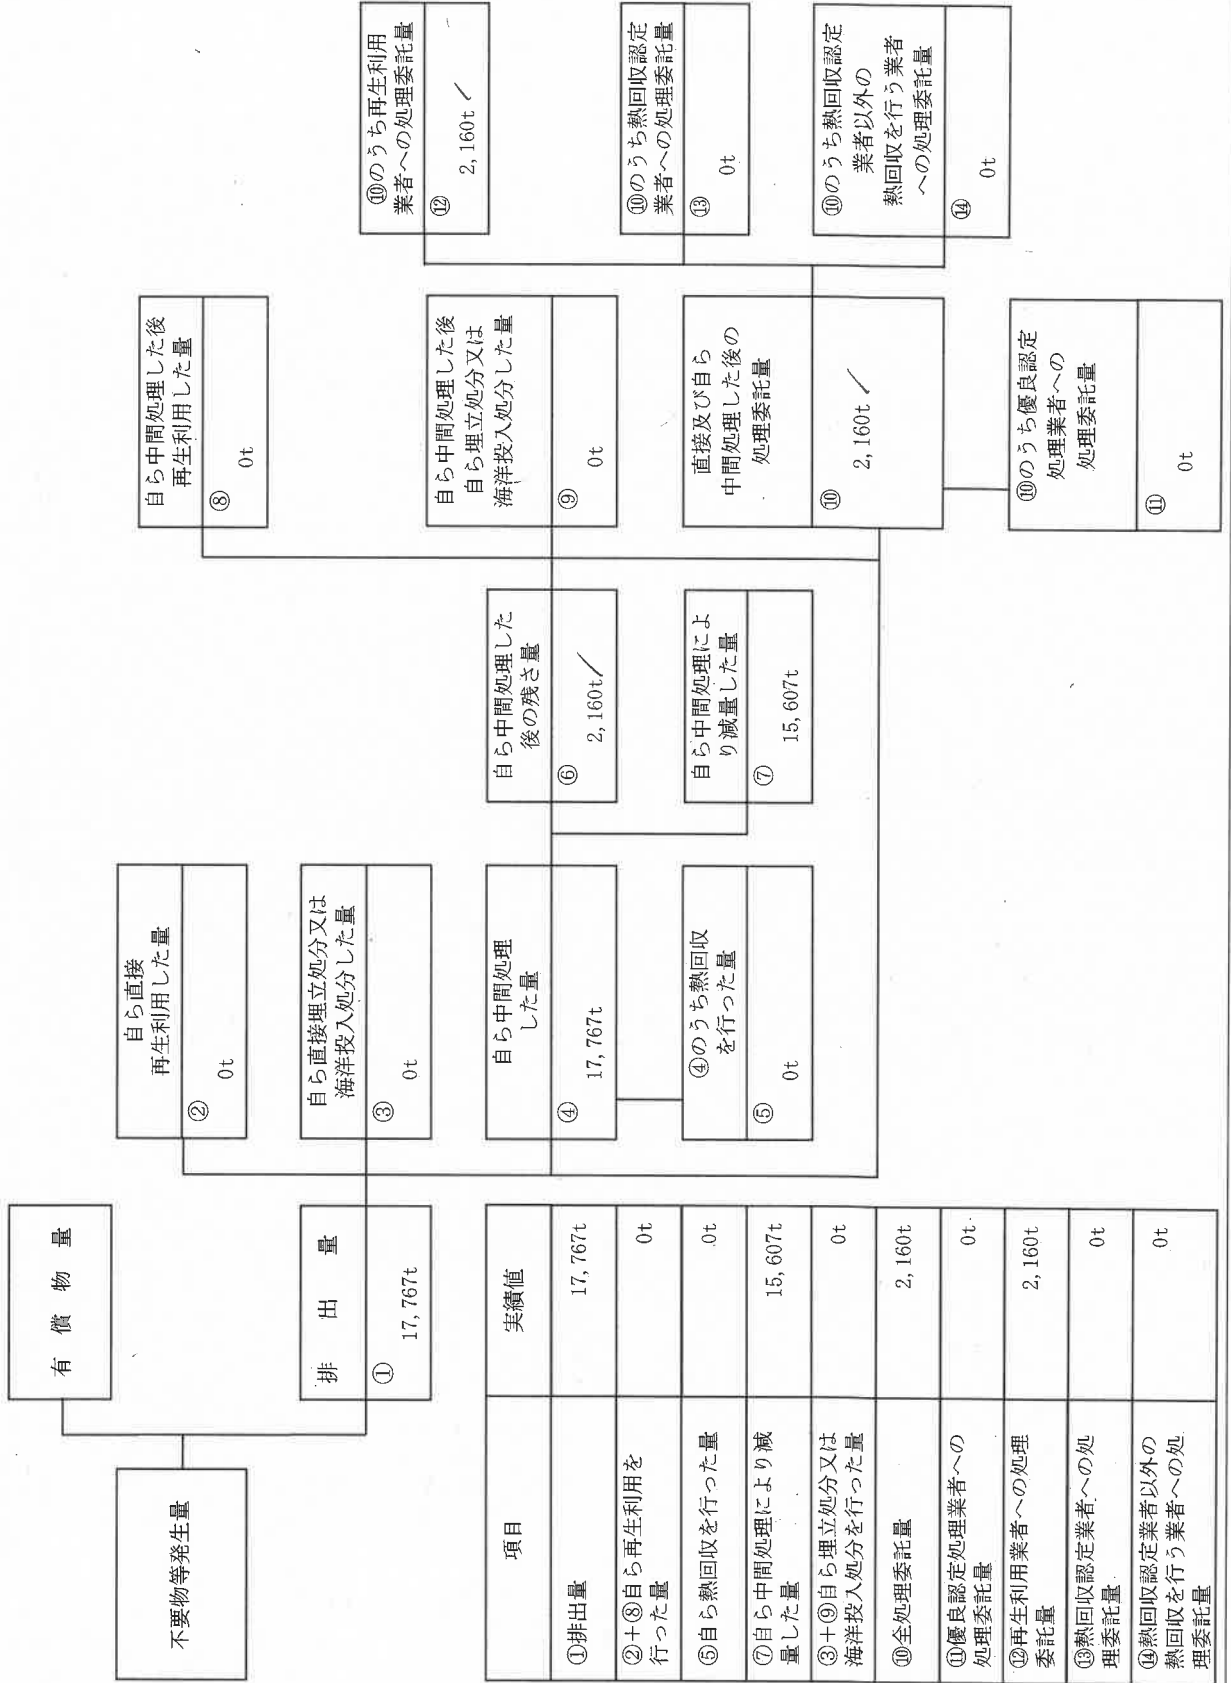 有償物量
不要物等発生量
排出量
①
17,767t
自ら直接
再生利用した量
②
0t
自ら直接埋立処分又は
海洋投入処分した量
③
0t
自ら中間処理
した量
④
17,767t
④のうち熱回収
を行った量
⑤
0t
自ら中間処理した
後の残さ量
⑥
2,160t
自ら中間処理によ
り減量した量
⑦
15,607t
自ら中間処理した後
再生利用した量
⑧
0t
自ら中間処理した後
自ら埋立処分又は
海洋投入処分した量
⑨
0t
直接及び自ら
中間処理した後の
処理委託量
⑩
2,160t
⑩のうち優良認定
処理業者への
処理委託量
⑪
0t
⑩のうち再生利用
業者への処理委託量
⑫
2,160t
⑩のうち熱回収認定
業者への処理委託量
⑬
0t
⑩のうち熱回収認定
業者以外の
熱回収を行う業者
への処理委託量
⑭
0t
項目 実績値
①排出量 17,767t
②+⑧自ら再生利用を
行った量 0t
⑤自ら熱回収を行った量 0t
⑦自ら中間処理により減
量した量 15,607t
③+⑨自ら埋立処分又は
海洋投入処分を行った量 0t
⑩全処理委託量 2,160t
⑪優良認定処理業者への
処理委託量 0t
⑫再生利用業者への処理
委託量 2,160t
⑬熱回収認定業者への処
理委託量 0t
⑭熱回収認定業者以外の
熱回収を行う業者への処
理委託量 0t